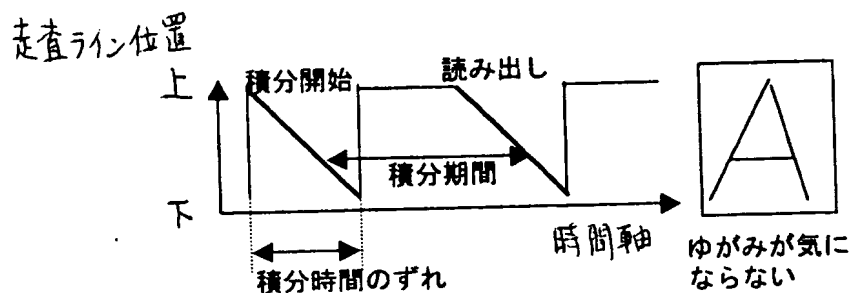 走査ライン位置
上
積分開始
読み出し
積分期間
下
時間軸
積分時間のずれ
A
ゆがみが気に
ならない